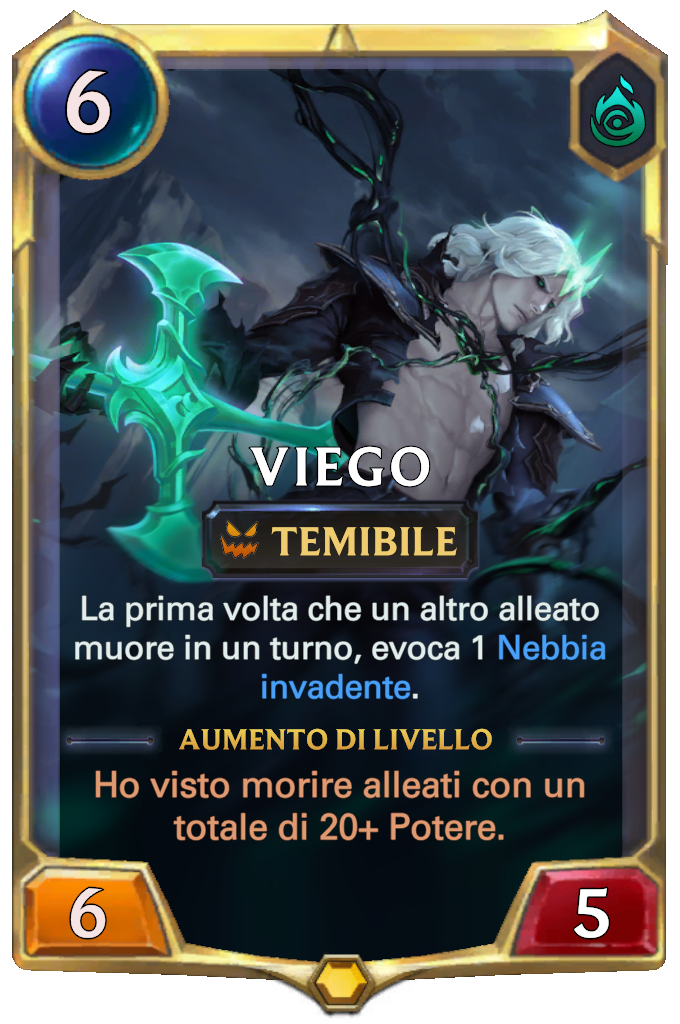 6
VIEGO
TEMIBILE
La prima volta che un altro alleato
muore in un turno, evoca 1 Nebbia
invadente.
AUMENTO DI LIVELLO
Ho visto morire alleati con un
totale di 20+ Potere.
6
5